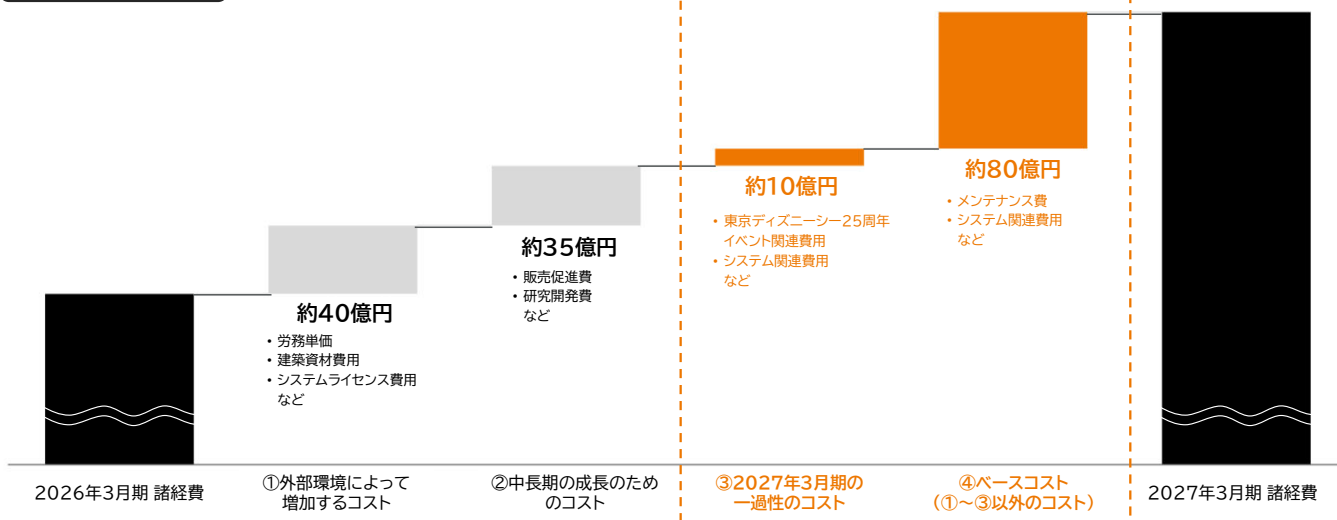 約40億円
・労務単価
・建築資材費用
・システムライセンス費用
など
約35億円
・販売促進費
・研究開発費
など
約10億円
・東京ディズニーシー25周年
イベント関連費用
・システム関連費用
など
約80億円
・メンテナンス費
・システム関連費用
など
2026年3月期 諸経費
①外部環境によって
増加するコスト
②中長期の成長のため
のコスト
③2027年3月期の
一過性のコスト
④ベースコスト
（①～③以外のコスト）
2027年3月期 諸経費